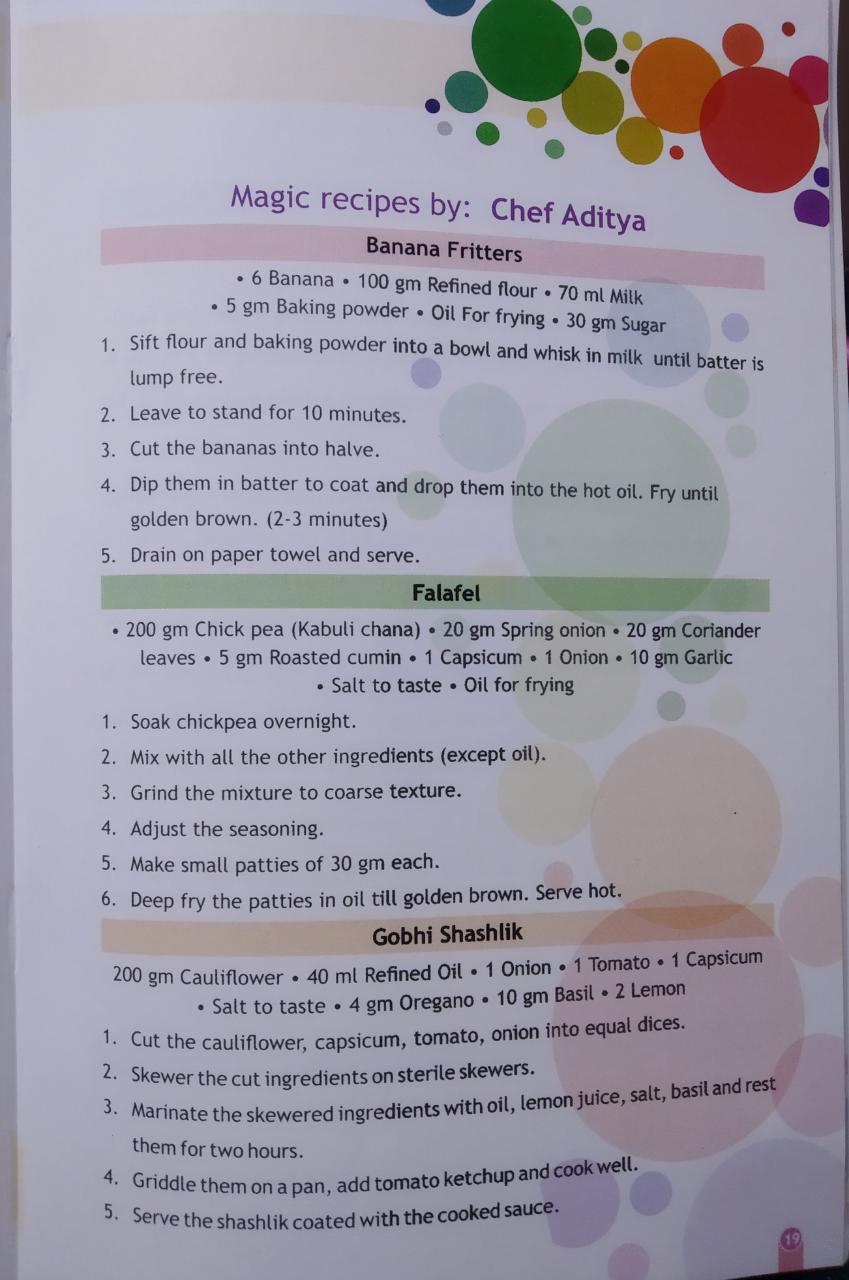 Magic recipes by: Chef Aditya
Banana Fritters
• 6 Banana • 100 gm Refined flour • 70 ml Milk
• 5 gm Baking powder • Oil For frying • 30 gm Sugar
1. Sift flour and baking powder into a bowl and whisk in milk until batter is
lump free.
2. Leave to stand for 10 minutes.
3. Cut the bananas into halve.
4. Dip them in batter to coat and drop them into the hot oil. Fry until
golden brown. (2-3 minutes)
5. Drain on paper towel and serve.
Falafel
• 200 gm Chick pea (Kabuli chana) • 20 gm Spring onion • 20 gm Coriander
leaves • 5 gm Roasted cumin • 1 Capsicum • 1 Onion • 10 gm Garlic
• Salt to taste • Oil for frying
1. Soak chickpea overnight.
2. Mix with all the other ingredients (except oil).
3. Grind the mixture to coarse texture.
4. Adjust the seasoning.
5. Make small patties of 30 gm each.
6. Deep fry the patties in oil till golden brown. Serve hot.
Gobhi Shashlik
200 gm Cauliflower • 40 ml Refined Oil • 1 Onion • 1 Tomato • 1 Capsicum
• Salt to taste • 4 gm Oregano • 10 gm Basil • 2 Lemon
1. Cut the cauliflower, capsicum, tomato, onion into equal dices.
2. Skewer the cut ingredients on sterile skewers.
3. Marinate the skewered ingredients with oil, lemon juice, salt, basil and rest
them for two hours.
4. Griddle them on a pan, add tomato ketchup and cook well.
5. Serve the shashlik coated with the cooked sauce.
19